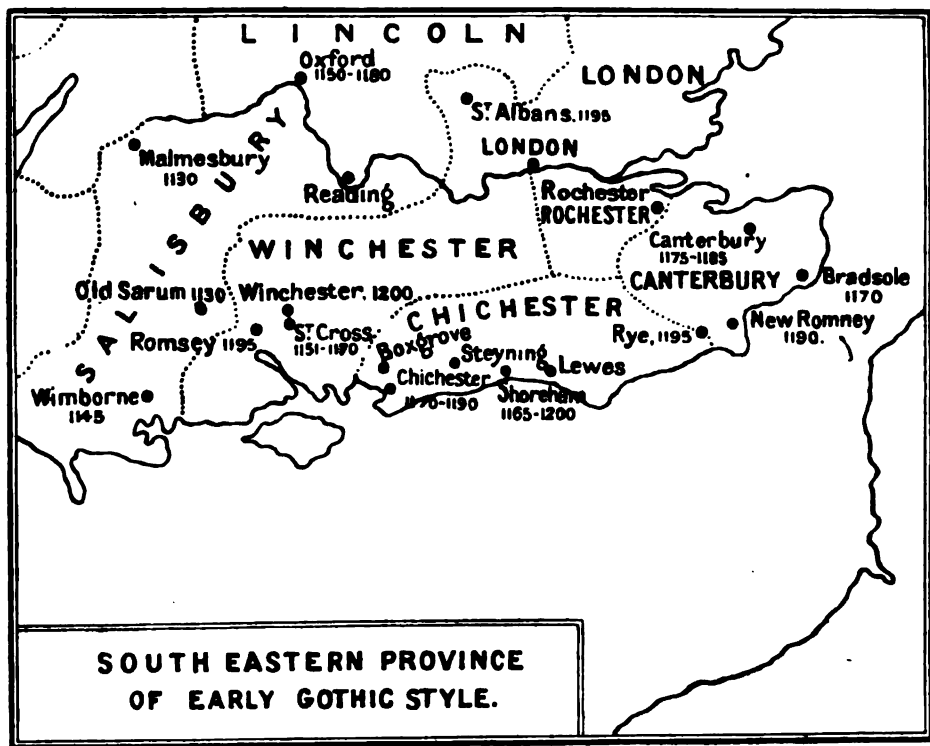 LINCOLN
Oxford
1150-1180
LONDON
ST Albans. 1195
Malmesbury
1130
LONDON
SALISBURY
Reading
Rochester
ROCHESTER
WINCHESTER
Canterbury
1175-1185
CANTERBURY
Bradsole
1170
Old Sarum 1130
Winchester. 1200
CHICHESTER
Romsey 1195
ST Cross
1151-1170
Boxgrove
Steyning
Lewes
Rye, 1195
New Romney
1190.
Chichester
1170-1190
Shoreham
1165-1200
Wimborne
1145
SOUTH EASTERN PROVINCE
OF EARLY GOTHIC STYLE.